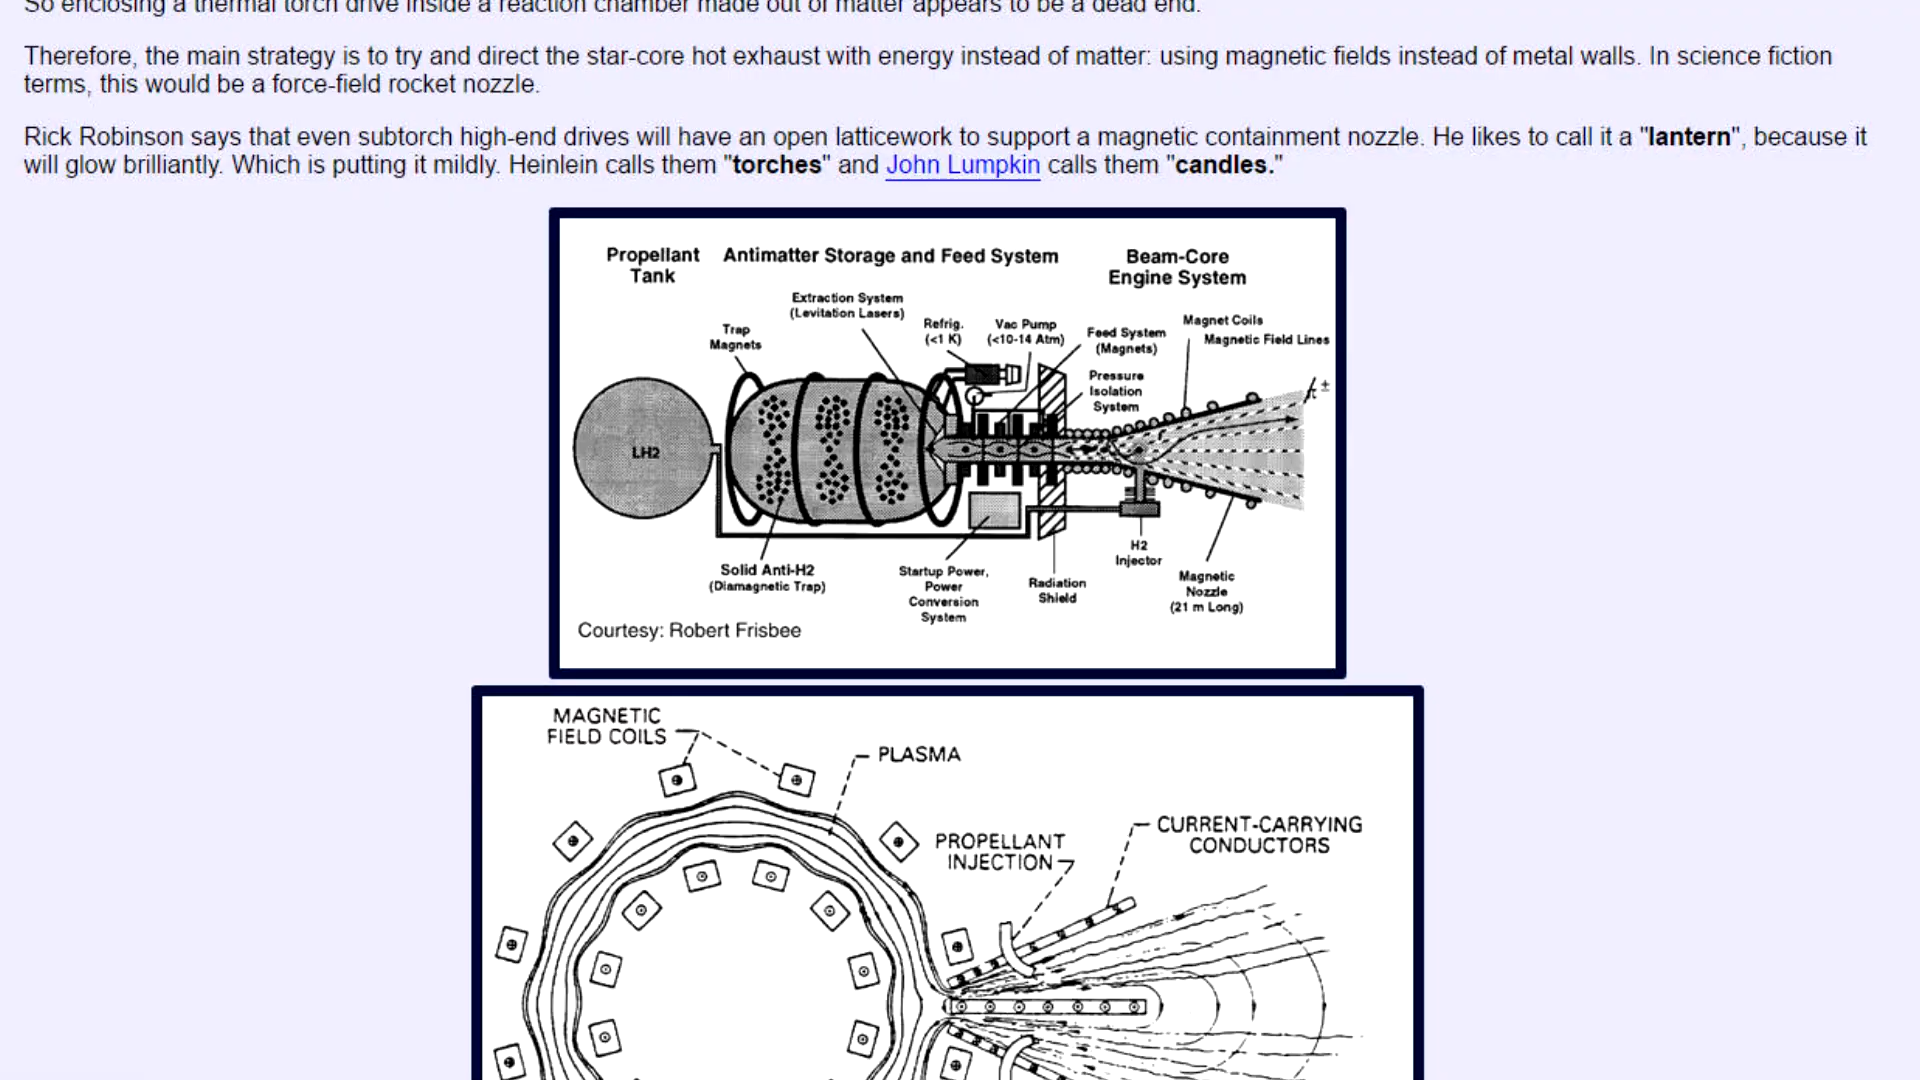 So enclosing a thermal torch drive inside a reaction chamber made out of matter appears to be a dead end.
Therefore, the main strategy is to try and direct the star-core hot exhaust with energy instead of matter: using magnetic fields instead of metal walls. In science fiction
terms, this would be a force-field rocket nozzle.
Rick Robinson says that even subtorch high-end drives will have an open latticework to support a magnetic containment nozzle. He likes to call it a "lantern", because it
will glow brilliantly. Which is putting it mildly. Heinlein calls them "torches" and John Lumpkin calls them "candles."
Propellant
Tank
Antimatter Storage and Feed System
Beam-Core
Engine System
Extraction System
(Levitation Lasers)
Trap
Magnets
Refrig.
(<1 K)
Vac Pump
(<10-14 Atm)
Feed System
(Magnets)
Magnet Coils
Magnetic Field Lines
Pressure
Isolation
System
π ±
LH2
Solid Anti-H2
(Diamagnetic Trap)
Startup Power,
Power
Conversion
System
Radiation
Shield
H2
Injector
Magnetic
Nozzle
(21 m Long)
Courtesy: Robert Frisbee
MAGNETIC
FIELD COILS
PLASMA
PROPELLANT
INJECTION
CURRENT-CARRYING
CONDUCTORS